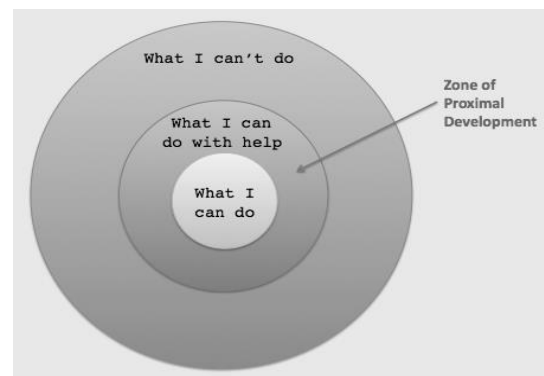 What I can't do
What I can
do with help
What I
can do
Zone of
Proximal
Development